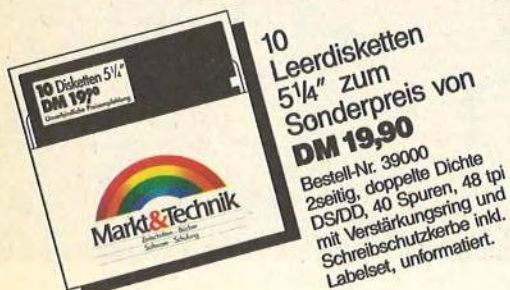 10 Disketten 5¼"
DM 19,90
Unverbindliche Preisempfehlung
Markt&Technik
Zeitschriften · Bücher
Software · Schulung
10
Leerdisketten
5¼" zum
Sonderpreis von
DM 19,90
Bestell-Nr. 39000
2seitig, doppelte Dichte
DS/DD, 40 Spuren, 48 tpi
mit Verstärkungsring und
Schreibschutzkerbe inkl.
Labelset, unformatiert.